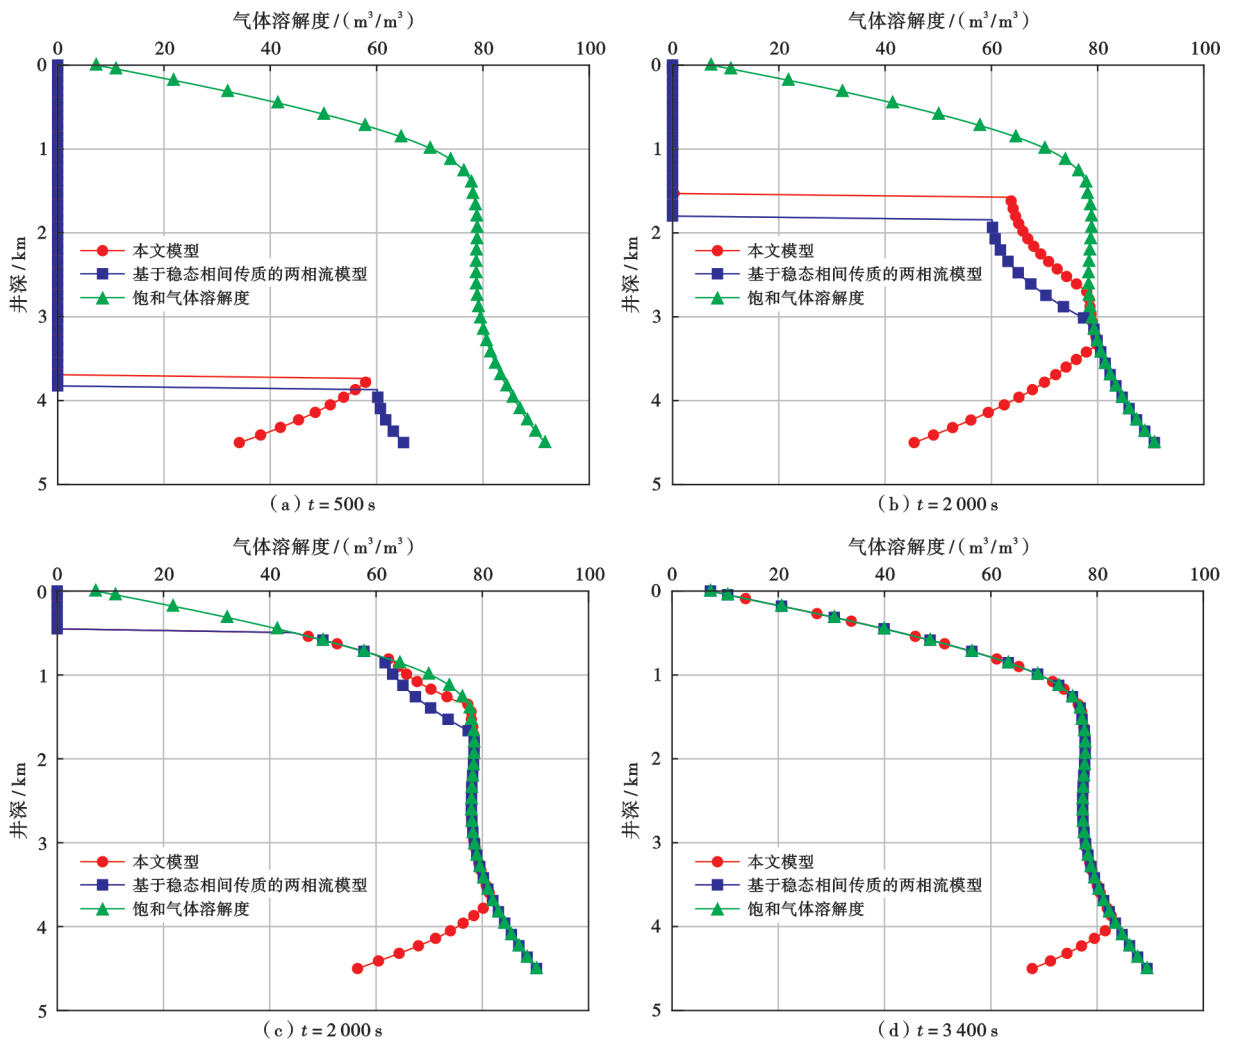 气体溶解度/(m³/m³)
0 20 40 60 80 100
0
1
2
3
4
5
井深/km
本文模型
基于稳态相间传质的两相流模型
饱和气体溶解度
(a) t=500 s
气体溶解度/(m³/m³)
0 20 40 60 80 100
0
1
2
3
4
5
井深/km
本文模型
基于稳态相间传质的两相流模型
饱和气体溶解度
(b) t=2 000 s
气体溶解度/(m³/m³)
0 20 40 60 80 100
0
1
2
3
4
5
井深/km
本文模型
基于稳态相间传质的两相流模型
饱和气体溶解度
(c) t=2 000 s
气体溶解度/(m³/m³)
0 20 40 60 80 100
0
1
2
3
4
5
井深/km
本文模型
基于稳态相间传质的两相流模型
饱和气体溶解度
(d) t=3 400 s